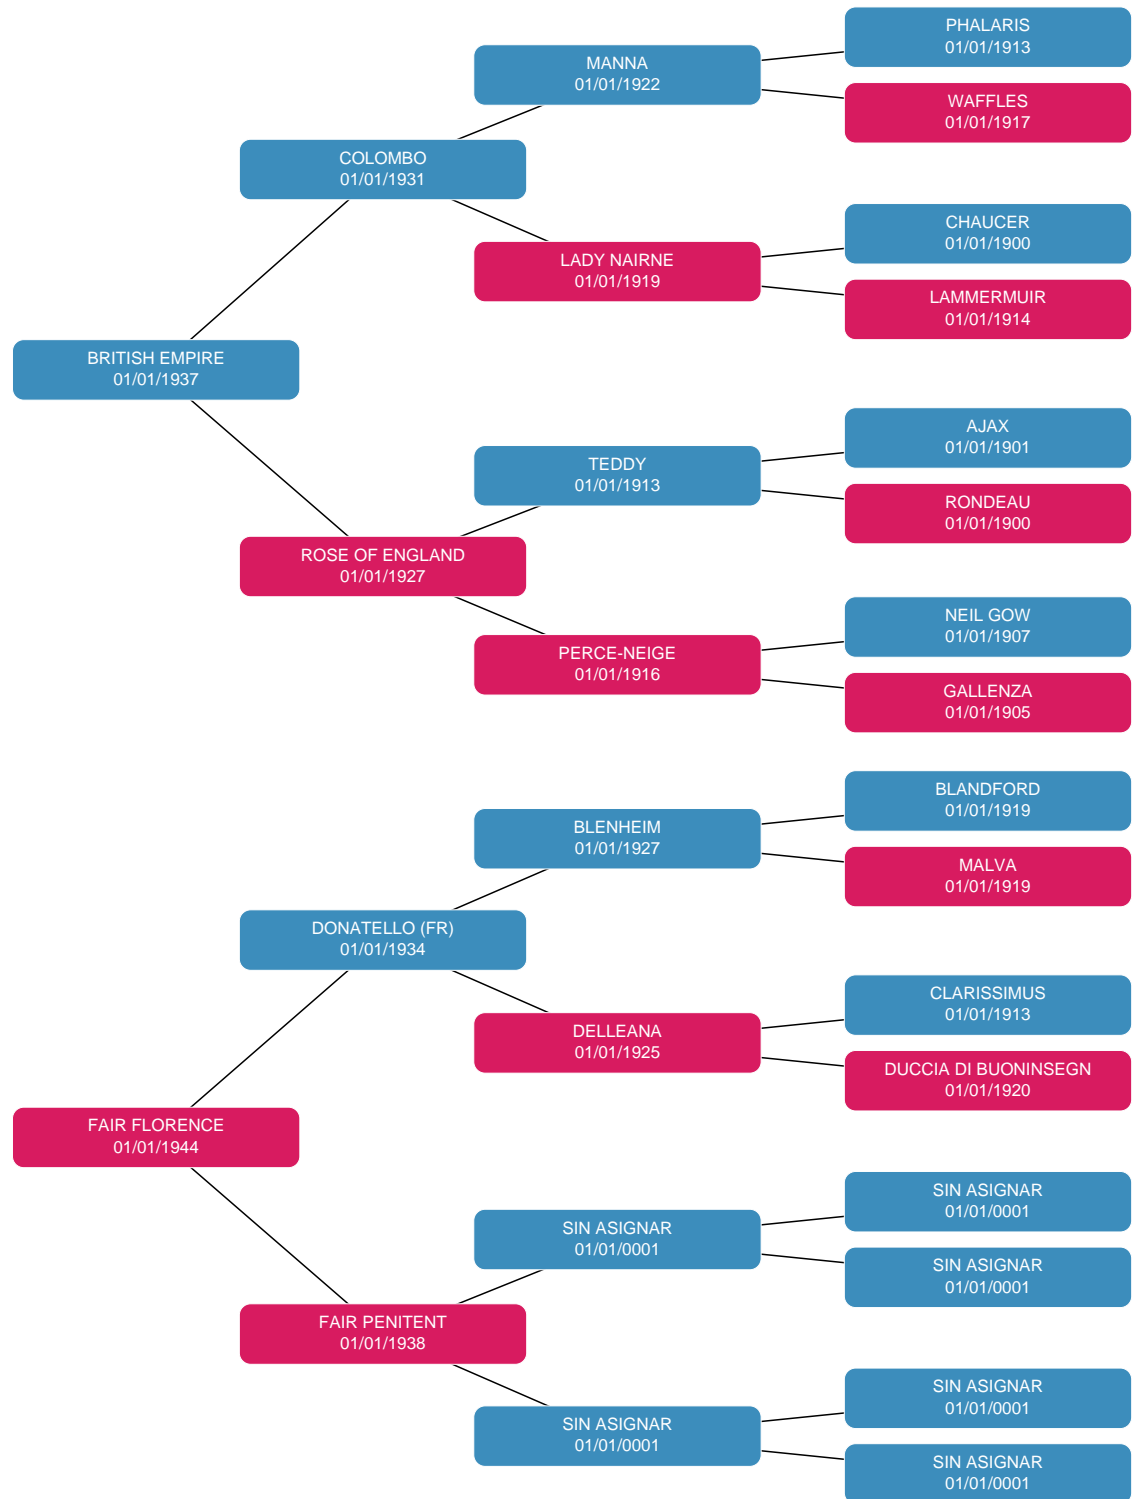 PHALARIS
01/01/1913
MANNA
01/01/1922
WAFFLES
01/01/1917
COLOMBO
01/01/1931
CHAUCER
01/01/1900
LADY NAIRNE
01/01/1919
LAMMERMUIR
01/01/1914
BRITISH EMPIRE
01/01/1937
AJAX
01/01/1901
TEDDY
01/01/1913
RONDEAU
01/01/1900
ROSE OF ENGLAND
01/01/1927
NEIL GOW
01/01/1907
PERCE-NEIGE
01/01/1916
GALLENZA
01/01/1905
BLANDFORD
01/01/1919
BLENHEIM
01/01/1927
MALVA
01/01/1919
DONATELLO (FR)
01/01/1934
CLARISSIMUS
01/01/1913
DELLEANA
01/01/1925
DUCCIA DI BUONINSEGN
01/01/1920
FAIR FLORENCE
01/01/1944
SIN ASIGNAR
01/01/0001
SIN ASIGNAR
01/01/0001
SIN ASIGNAR
01/01/0001
FAIR PENITENT
01/01/1938
SIN ASIGNAR
01/01/0001
SIN ASIGNAR
01/01/0001
SIN ASIGNAR
01/01/0001